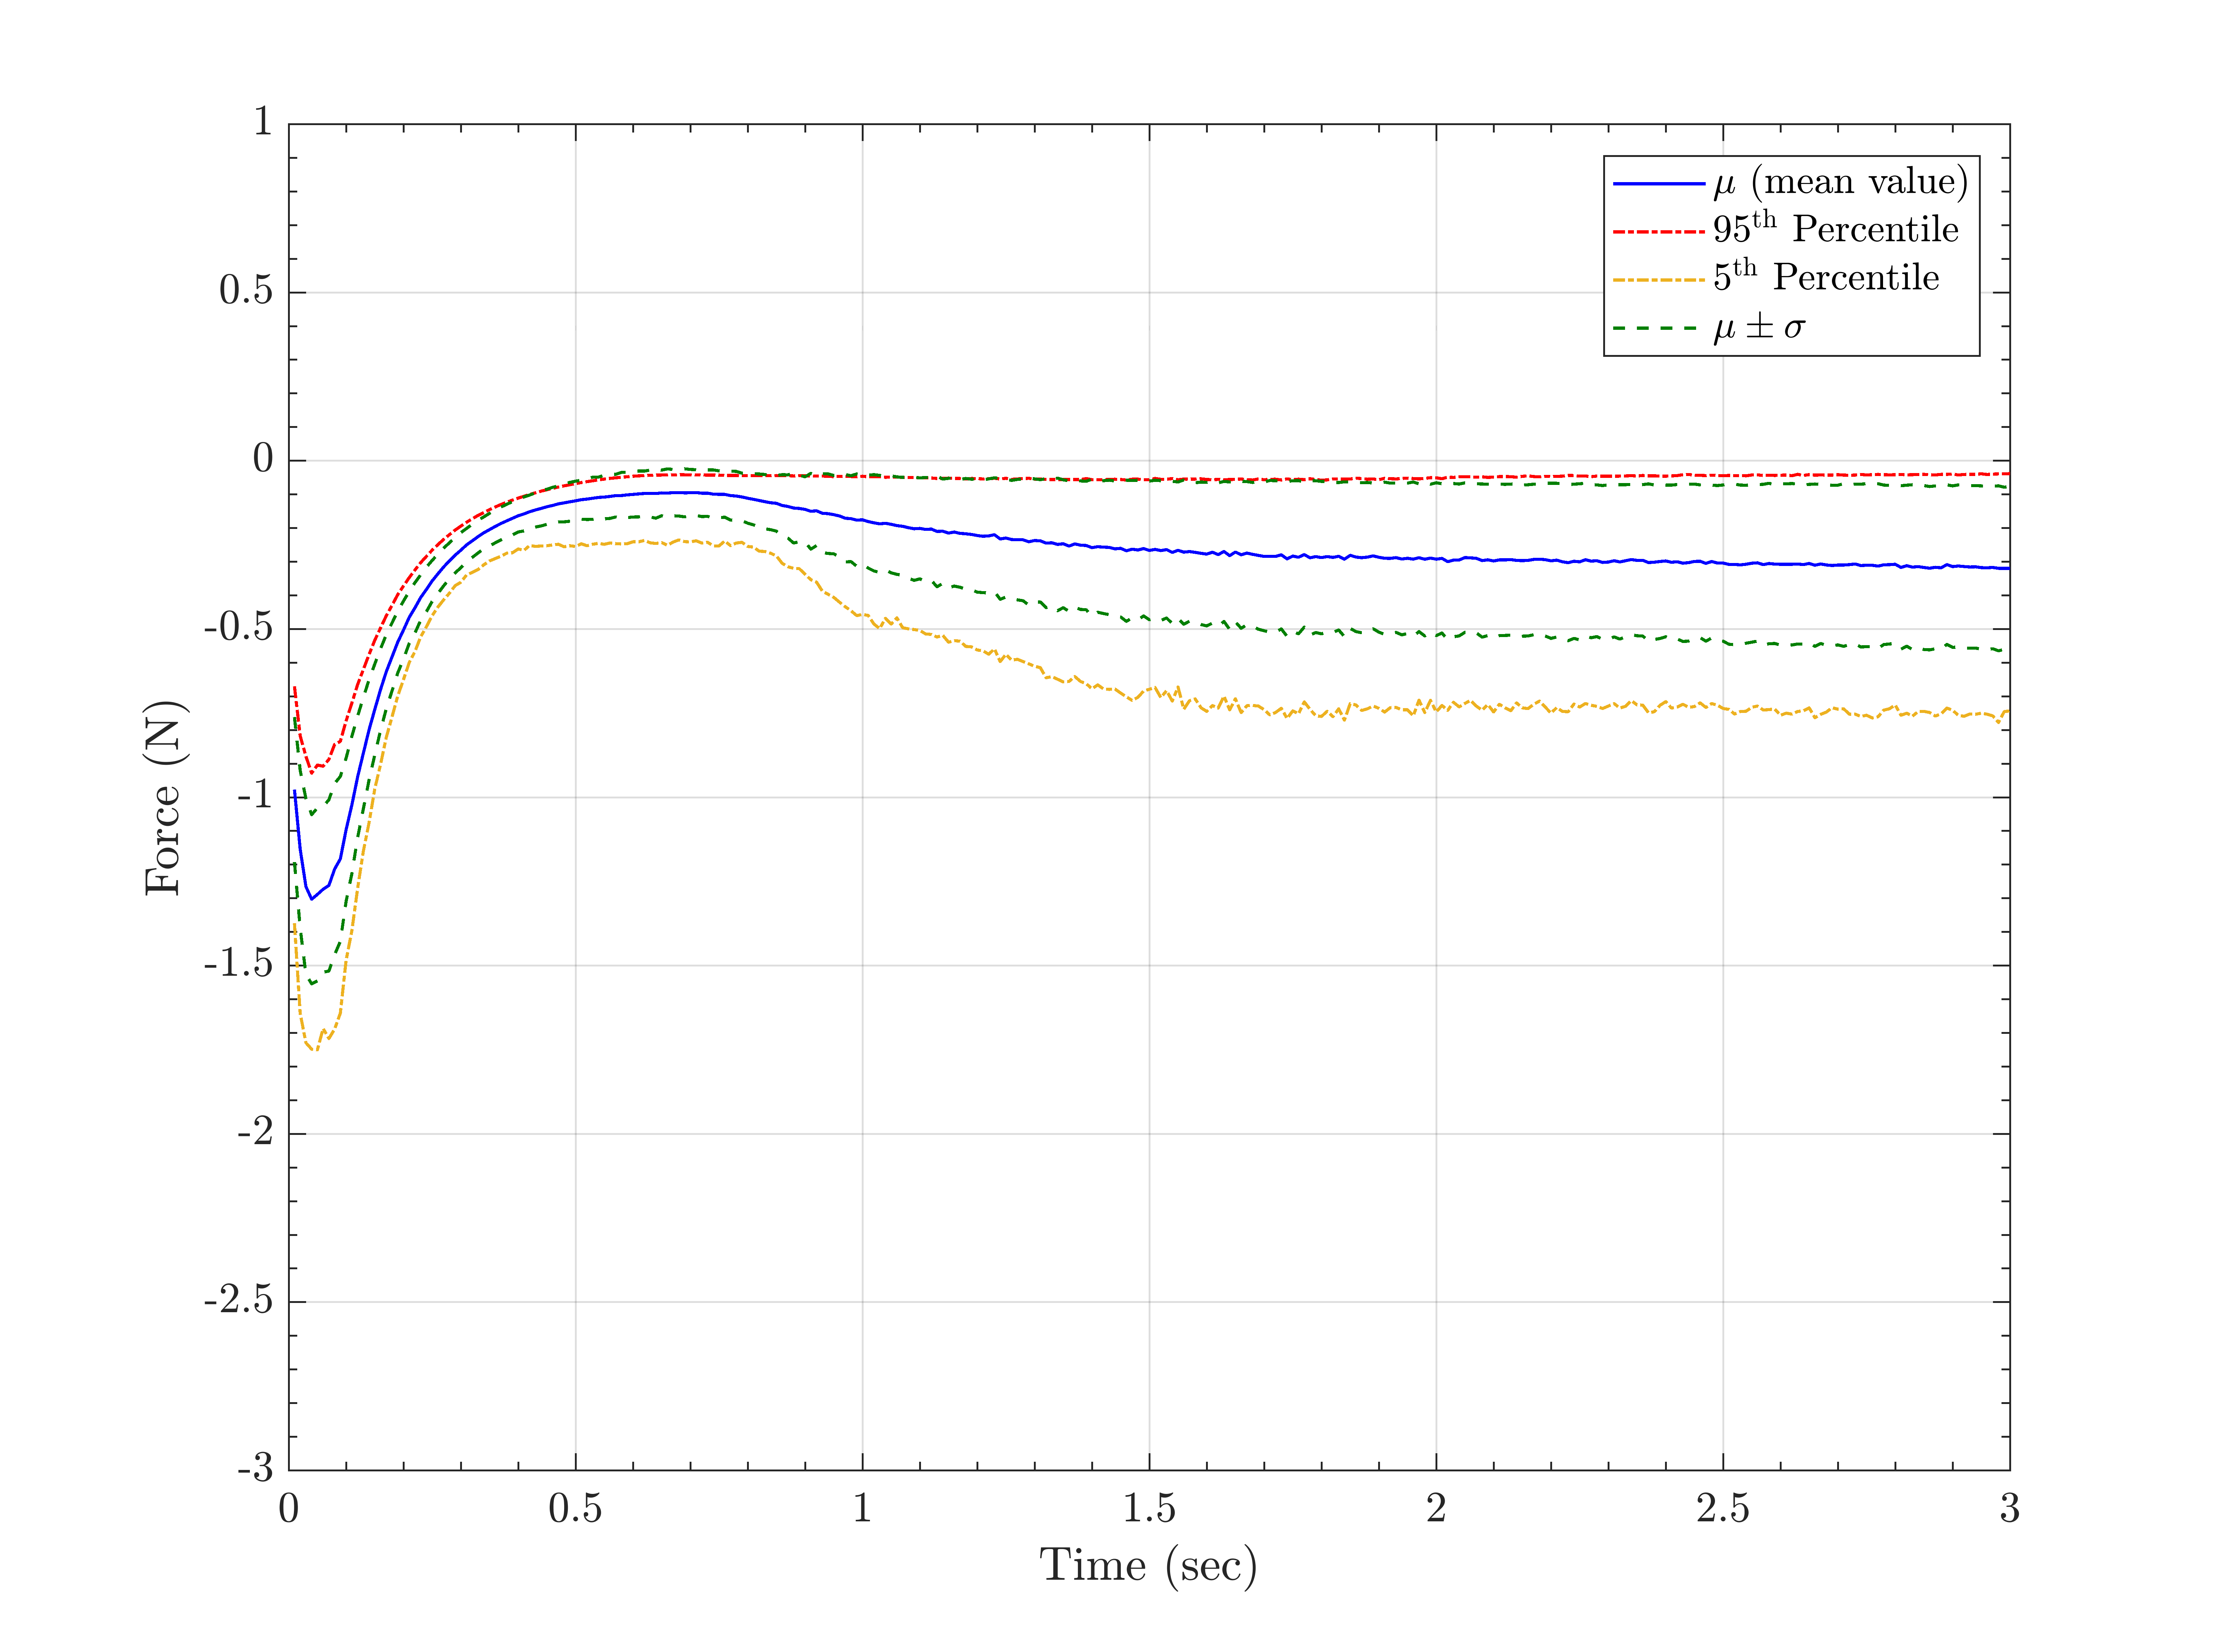 μ (mean value)
95th Percentile
5th Percentile
μ ± σ
1
0.5
0
-0.5
-1
-1.5
-2
-2.5
-3
Force (N)
0 0.5 1 1.5 2 2.5 3
Time (sec)